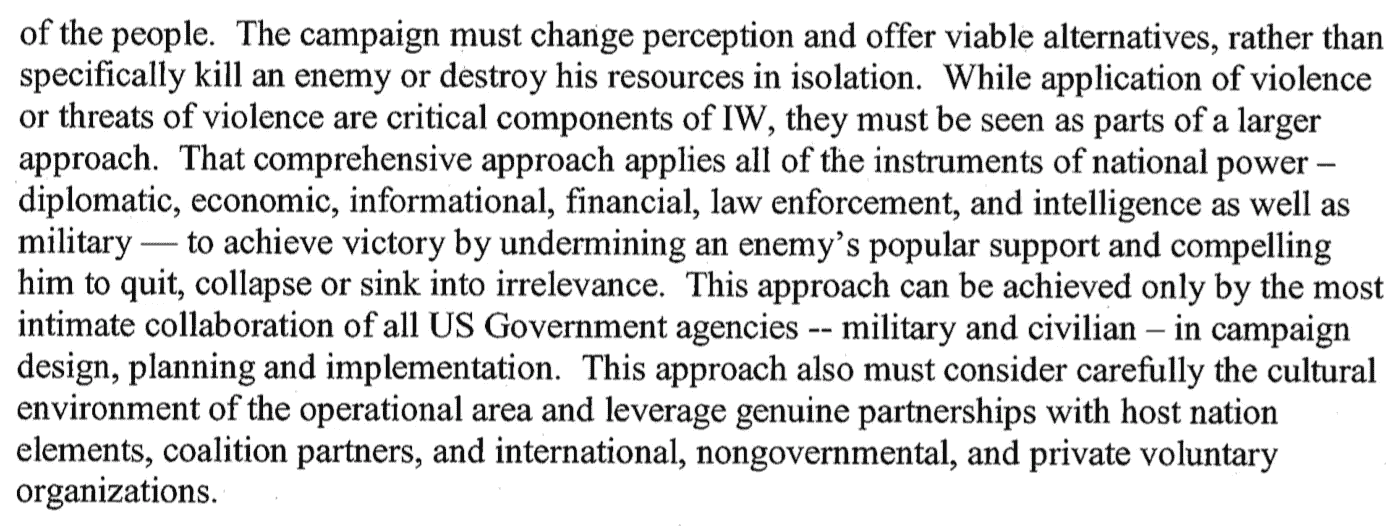 of the people.  The campaign must change perception and offer viable alternatives, rather than
specifically kill an enemy or destroy his resources in isolation.  While application of violence
or threats of violence are critical components of IW, they must be seen as parts of a larger
approach.  That comprehensive approach applies all of the instruments of national power –
diplomatic, economic, informational, financial, law enforcement, and intelligence as well as
military — to achieve victory by undermining an enemy’s popular support and compelling
him to quit, collapse or sink into irrelevance.  This approach can be achieved only by the most
intimate collaboration of all US Government agencies -- military and civilian – in campaign
design, planning and implementation.  This approach also must consider carefully the cultural
environment of the operational area and leverage genuine partnerships with host nation
elements, coalition partners, and international, nongovernmental, and private voluntary
organizations.